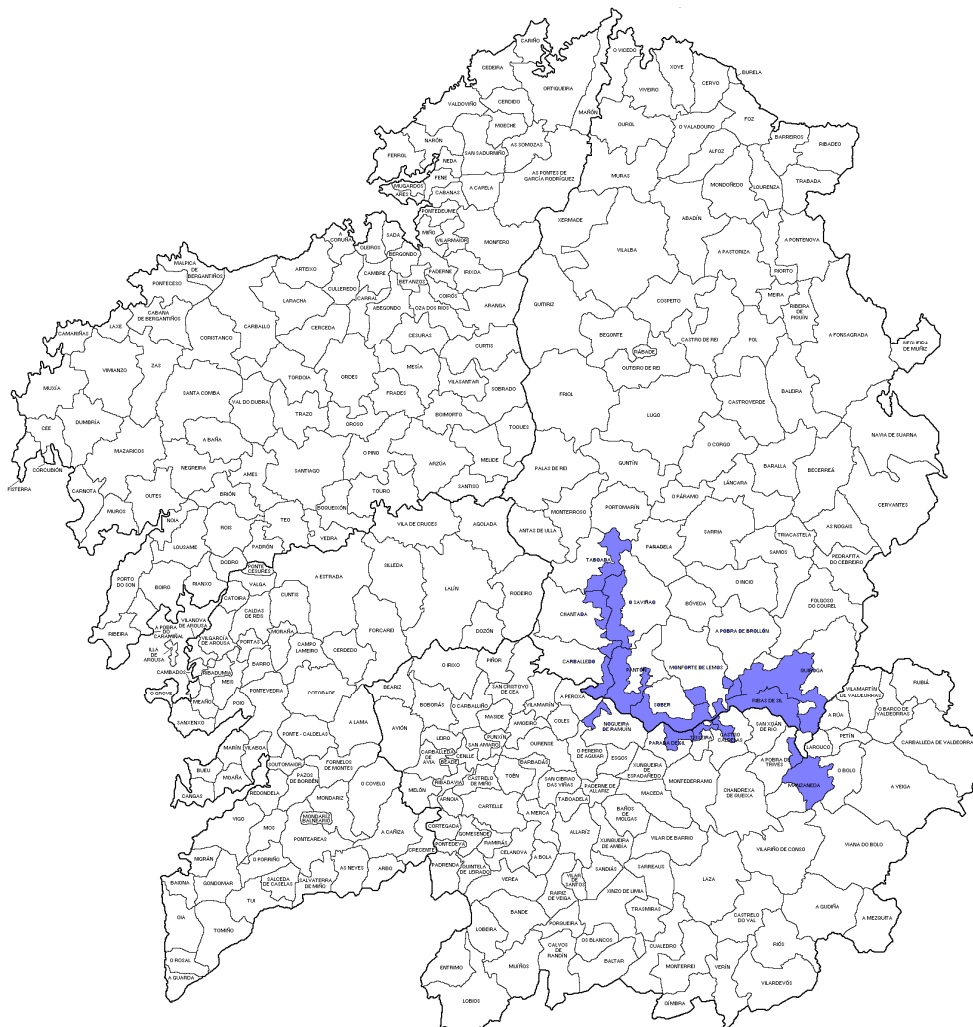 CARIÑO
O VICEDO
CEDEIRA
XOVE
BURELA
ORTIGUEIRA
VIVEIRO
CERVO
VALDOVIÑO
CERDIDO
MAÑÓN
FOZ
MOECHE
OUROL
O VALADOURO
BARREIROS
RIBADEO
NARÓN
AS SOMOZAS
ALFOZ
FERROL
NEDA
SAN SADURNIÑO
FENE
AS PONTES DE
GARCÍA RODRÍGUEZ
MURAS
MONDOÑEDO
LOURENZA
TRABADA
MUGARDOS
ARES
CABANAS
A CAPELA
PONTEDEUME
XERMADE
ABADÍN
A
CORUÑA
SADA
MIÑO
VILARMAIOR
MONFERO
VILALBA
A PASTORIZA
A PONTENOVA
OLEIROS
BERGONDO
MALPICA
DE
BERGANTIÑOS
ARTEIXO
CAMBRE
BETANZOS
PADERNE
IRIXOA
RIORTO
PONTECESO
CULLEREDO
CARRAL
COIRÓS
MEIRA
LARACHA
ABEGONDO
OZA DOS RIOS
ARANGA
GUITIRIZ
COSPEITO
RIBEIRA
DE
PIQUÍN
CABANA
DE BERGANTIÑOS
CAMARIÑAS
LAXE
CARBALLO
CERCEDA
CESURAS
BEGONTE
CASTRO DE REI
POL
A FONSAGRADA
CORISTANCO
CURTIS
RÁBADE
NEGUEIRA
DE MUÑIZ
VIMIANZO
ZAS
MESÍA
OUTEIRO DE REI
MUXÍA
TORDOIA
ORDES
VILASANTAR
SANTA COMBA
VAL DO DUBRA
FRADES
SOBRADO
FRIOL
BALEIRA
CASTROVERDE
CEE
DUMBRÍA
TRAZO
OROSO
BOIMORTO
LUGO
TOQUES
MAZARICOS
A BAÑA
O CORGO
NAVIA DE SUARNA
CORCUBIÓN
O PINO
ARZÚA
MELIDE
GUNTÍN
BARALLA
BECERREÁ
NEGREIRA
AMES
SANTIAGO
PALAS DE REI
FISTERRA
CARNOTA
OUTES
BRIÓN
TOURO
SANTISO
LÁNCARA
MUROS
BOQUEIXÓN
PORTOMARÍN
O PÁRAMO
CERVANTES
NOIA
ROIS
TEO
VILA DE CRUCES
AGOLADA
MONTERROSO
ANTAS DE ULLA
SARRIA
AS NOGAIS
VEDRA
TRIACASTELA
LOUSAME
PADRÓN
PARADELA
SAMOS
PEDRAFITA
DO CEBREIRO
DODRO
PONTE
CESURES
SILLEDA
TABOADA
PORTO
DO SON
BOIRO
RIANXO
VALGA
A ESTRADA
LALÍN
O INCIO
CATOIRA
CUNTIS
RODEIRO
O SAVIÑAO
BÓVEDA
FOLGOSO
DO COUREL
RIBEIRA
A POBRA
DO
CARAMIÑAL
VILANOVA
DE AROUSA
CALDAS
DE REIS
CHANTADA
VILGARCÍA
DE AROUSA
MORAÑA
FORCAREI
DOZÓN
A POBRA DE BROLLÓN
ILLA
DE AROUSA
PORTAS
CAMPO
LAMEIRO
CERDEDO
CAMBADOS
RIBADUMIA
BARRO
O IRIXO
PIÑOR
CARBALLEDO
PANTÓN
MONFORTE DE LEMOS
QUIROGA
RUBIÁ
O GROVE
MEIS
BEARIZ
SAN CRISTOVO
DE CEA
VILAMARTÍN
DE VALDEORRAS
MEAÑO
PONTEVEDRA
COTOBADE
BOBORÁS
O CARBALLIÑO
VILAMARÍN
A PEROXA
SOBER
RIBAS DE SIL
O BARCO DE
VALDEORRAS
SANXENXO
POIO
A LAMA
AVIÓN
MASIDE
AMOEIRO
COLES
NOGUEIRA
DE RAMUÍN
SAN XOÁN
DE RÍO
A RÚA
PETÍN
PONTE - CALDELAS
LEIRO
PUNXÍN
TEIXEIRA
CASTRO
CALDELAS
MARÍN
VILABOA
CARBALLEDA
DE AVIA
SAN AMARO
OURENSE
PARADA DE SIL
LAROUCO
CARBALLEDA DE VALDEORRAS
FORNELOS
DE MONTES
BEADE
CENLLE
BARBADÁS
O PEREIRO
DE AGUIAR
ESGOS
XUNQUEIRA
DE
ESPADAÑEDO
A POBRA DE
TRIVES
SOUTOMAIOR
BUEU
MOAÑA
PAZOS
DE BORBÉN
O COVELO
RIBADAVIA
CASTRELO
DE MIÑO
TOÉN
SAN CIBRAO
DAS VIÑAS
MONTEDERRAMO
O BOLO
CANGAS
REDONDELA
MELÓN
PADERNE DE
ALLARIZ
MACEDA
CHANDREXA
DE QUEIXA
MANZANEDA
A VEIGA
MONDARIZ
ARNOIA
CARTELLE
TABOADELA
VIGO
MONDARIZ
BALNEARIO
A MERCA
BAÑOS
DE
MOLGAS
MOS
PONTEAREAS
A CAÑIZA
CORTEGADA
GOMESENDE
ALLARÍZ
XUNQUEIRA
DE AMBÍA
VILAR DE BARRIO
VIANA DO BOLO
PONTEDEVA
RAMIRÁS
CELANOVA
VILARIÑO DE CONSO
NIGRÁN
O PORRIÑO
AS NEVES
ARBO
CRECENTE
PADRENDA
QUINTELA
DE LEIRADO
A BOLA
SANDIÁS
SARREAUS
BAIONA
GONDOMAR
SALCEDA
DE CASELAS
SALVATERRA
DE MIÑO
VEREA
VILAR
DE
SANTOS
LAZA
TUI
RAIRIZ
DE VEIGA
XINZO DE LIMIA
A GUDIÑA
OIA
BANDE
TRASMIRAS
CASTRELO
DO VAL
A MEZQUITA
TOMIÑO
LOBEIRA
PORQUEIRA
OS BLANCOS
CUALEDRO
RIÓS
O ROSAL
CALVOS
DE
RANDÍN
BALTAR
A GUARDA
ENTRIMO
MUÍÑOS
MONTERREI
VERÍN
VILARDEVÓS
LOBIOS
OÍMBRA